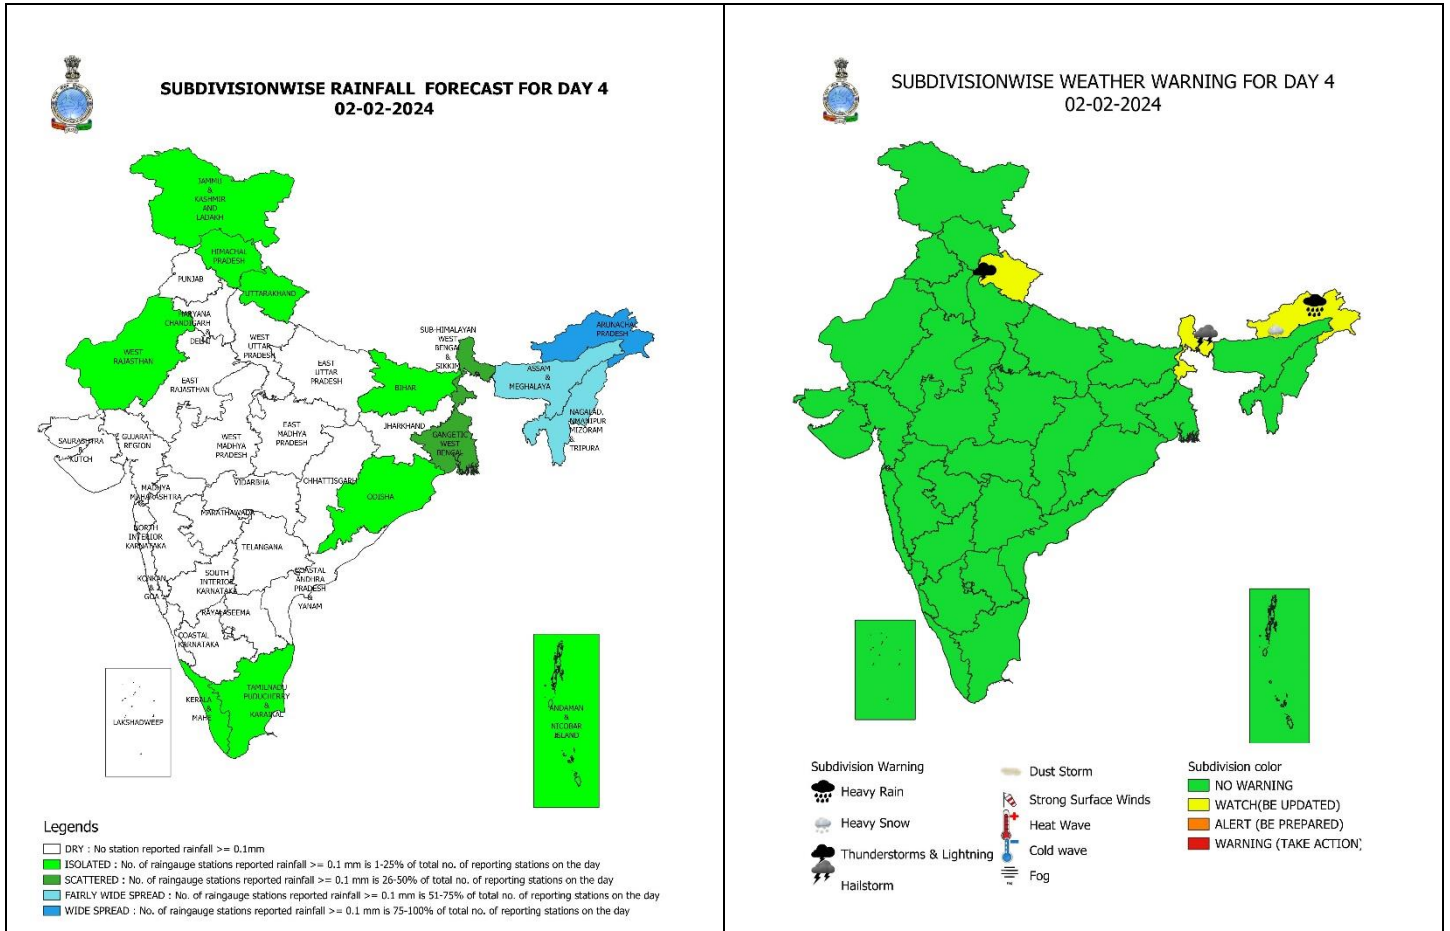 SUBDIVISIONWISE RAINFALL FORECAST FOR DAY 4
02-02-2024
JAMMU
&
KASHMIR
AND
LADAKH
HIMACHAL
PRADESH
PUNJAB
UTTARAKHAND
HARYANA
CHANDIGARH
&
DELHI
WEST
RAJASTHAN
WEST
UTTAR
PRADESH
EAST
UTTAR
PRADESH
EAST
RAJASTHAN
SUB-HIMALAYAN
WEST
BENGAL
&
SIKKIM
ARUNACHAL
PRADESH
ASSAM
&
MEGHALAYA
BIHAR
NAGALAD,
MANIPUR
MIZORAM
&
TRIPURA
JHARKHAND
GANGETIC
WEST
BENGAL
SAURASHTRA
&
KUTCH
GUJARAT
REGION
WEST
MADHYA
PRADESH
EAST
MADHYA
PRADESH
CHHATTISGARH
VIDARBHA
MADHYA
MAHARASHTRA
ODISHA
MARATHAWADA
NORTH
INTERIOR
KARNATAKA
TELANGANA
KONKAN
&
GOA
SOUTH
INTERIOR
KARNATAKA
COASTAL
ANDHRA
PRADESH
&
YANAM
RAYALASEEMA
COASTAL
KARNATAKA
KERALA
&
MAHE
TAMILNADU
PUDUCHERRY
&
KARAIKAL
LAKSHADWEEP
ANDAMAN
&
NICOBAR
ISLAND
Legends
DRY : No station reported rainfall >= 0.1mm
ISOLATED : No. of raingauge stations reported rainfall >= 0.1 mm is 1-25% of total no. of reporting stations on the day
SCATTERED : No. of raingauge stations reported rainfall >= 0.1 mm is 26-50% of total no. of reporting stations on the day
FAIRLY WIDE SPREAD : No. of raingauge stations reported rainfall >= 0.1 mm is 51-75% of total no. of reporting stations on the day
WIDE SPREAD : No. of raingauge stations reported rainfall >= 0.1 mm is 75-100% of total no. of reporting stations on the day
SUBDIVISIONWISE WEATHER WARNING FOR DAY 4
02-02-2024
Subdivision Warning
Heavy Rain
Heavy Snow
Thunderstorms & Lightning
Hailstorm
Dust Storm
Strong Surface Winds
Heat Wave
Cold wave
Fog
Subdivision color
NO WARNING
WATCH(BE UPDATED)
ALERT (BE PREPARED)
WARNING (TAKE ACTION)